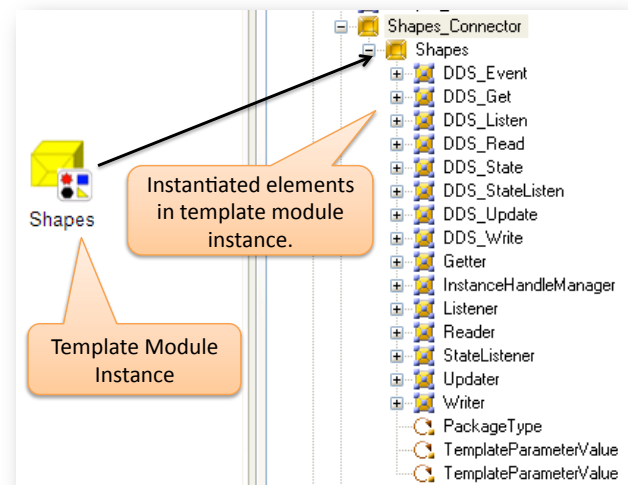 Shapes_Connector
Shapes
DDS_Event
DDS_Get
DDS_Listen
DDS_Read
DDS_State
DDS_StateListen
DDS_Update
DDS_Write
Getter
InstanceHandleManager
Listener
Reader
StateListener
Updater
Writer
PackageType
TemplateParameterValue
TemplateParameterValue
Instantiated elements
in template module
instance.
Shapes
Template Module
Instance